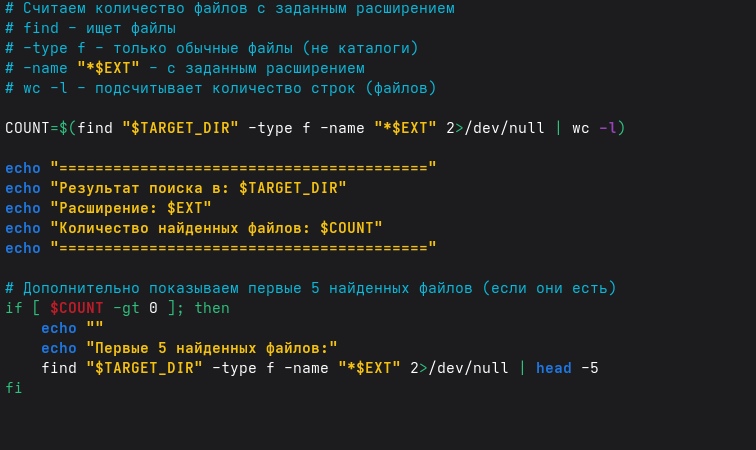 # Считаем количество файлов с заданным расширением
# find - ищет файлы
# -type f - только обычные файлы (не каталоги)
# -name "*$EXT" - с заданным расширением
# wc -l - подсчитывает количество строк (файлов)
COUNT=$(find "$TARGET_DIR" -type f -name "*$EXT" 2>/dev/null | wc -l)
echo "========================================="
echo "Результат поиска в: $TARGET_DIR"
echo "Расширение: $EXT"
echo "Количество найденных файлов: $COUNT"
echo "========================================="
# Дополнительно показываем первые 5 найденных файлов (если они есть)
if [ $COUNT -gt 0 ]; then
    echo ""
    echo "Первые 5 найденных файлов:"
    find "$TARGET_DIR" -type f -name "*$EXT" 2>/dev/null | head -5
fi